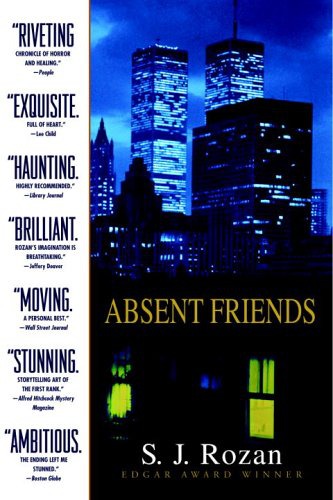 "RIVETING
CHRONICLE OF HORROR
AND HEALING."
—People
"EXQUISITE.
FULL OF HEART."
—Lee Child
"HAUNTING.
HIGHLY RECOMMENDED."
—Library Journal
"BRILLIANT.
ROZAN'S IMAGINATION IS
BREATHTAKING."
—Jeffery Deaver
"MOVING.
A PERSONAL BEST."
—Wall Street Journal
"STUNNING.
STORYTELLING ART OF
THE FIRST RANK."
—Alfred Hitchcock Mystery
Magazine
"AMBITIOUS.
THE ENDING LEFT ME
STUNNED."
—Boston Globe
ABSENT FRIENDS
S. J. Rozan
EDGAR AWARD WINNER